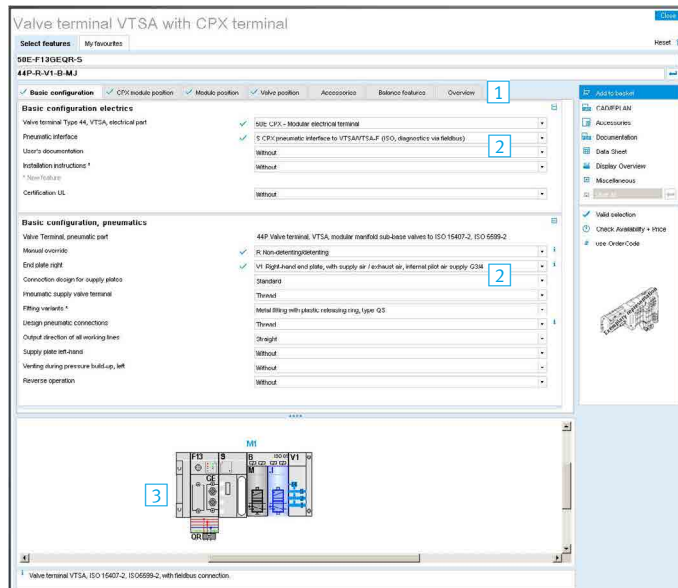 Close
Valve terminal VTSA with CPX terminal
Select features My favourites Reset
50E-F13GEQR-S
44P-R-V1-B-MJ
Basic configuration CPX module position Module position Valve position Accessories Balance features Overview 1
Basic configuration electrics
Valve terminal Type 44, VTSA, electrical part 50E CPX - Modular electrical terminal
Pneumatic interface S CPX pneumatic interface to VTSA/VTSA-F (ISO, diagnostics via fieldbus)
User's documentation Without 2
Installation instructions * Without
* New feature
Certification UL Without
Basic configuration, pneumatics
Valve Terminal, pneumatic part 44P Valve terminal, VTSA, modular manifold sub-base valves to ISO 15407-2, ISO 5599-2
Manual override R Non-detenting/detenting
End plate right V1 Right-hand end plate, with supply air / exhaust air, internal pilot air supply G3/4 2
Connection design for supply plates Standard
Pneumatic supply valve terminal Thread
Fitting variants * Metal fitting with plastic releasing ring, type QS
Design pneumatic connections Thread
Output direction of all working lines Straight
Supply plate left-hand Without
Venting during pressure build-up, left Without
Reverse operation Without
Add to basket
CAD/EPLAN
Accessories
Documentation
Data Sheet
Display Overview
Miscellaneous
Valid selection
Check Availability + Price
use OrderCode
Exemplary representation
M1
F13 S B ISO 05 V1
GE M J
3
QR
Valve terminal VTSA, ISO 15407-2, ISO5599-2, with fieldbus connection.